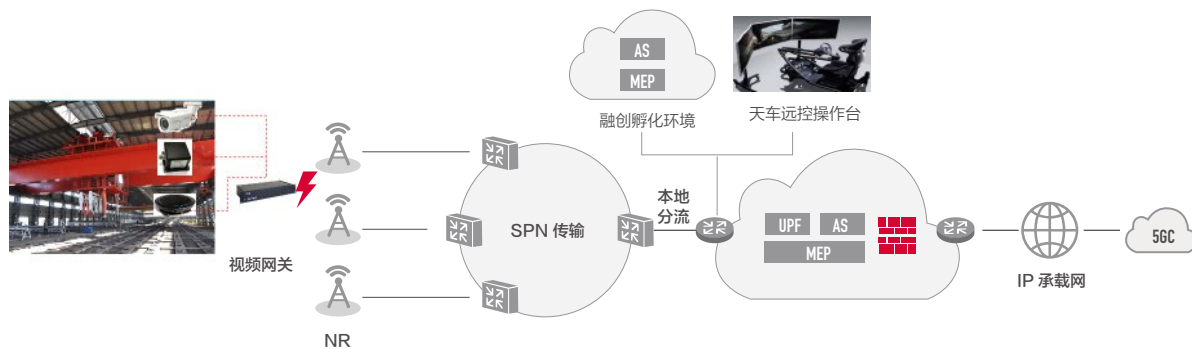 AS
MEP
融创孵化环境
天车远控操作台
本地
分流
SPN 传输
UPF
AS
MEP
5GC
视频网关
IP 承载网
NR